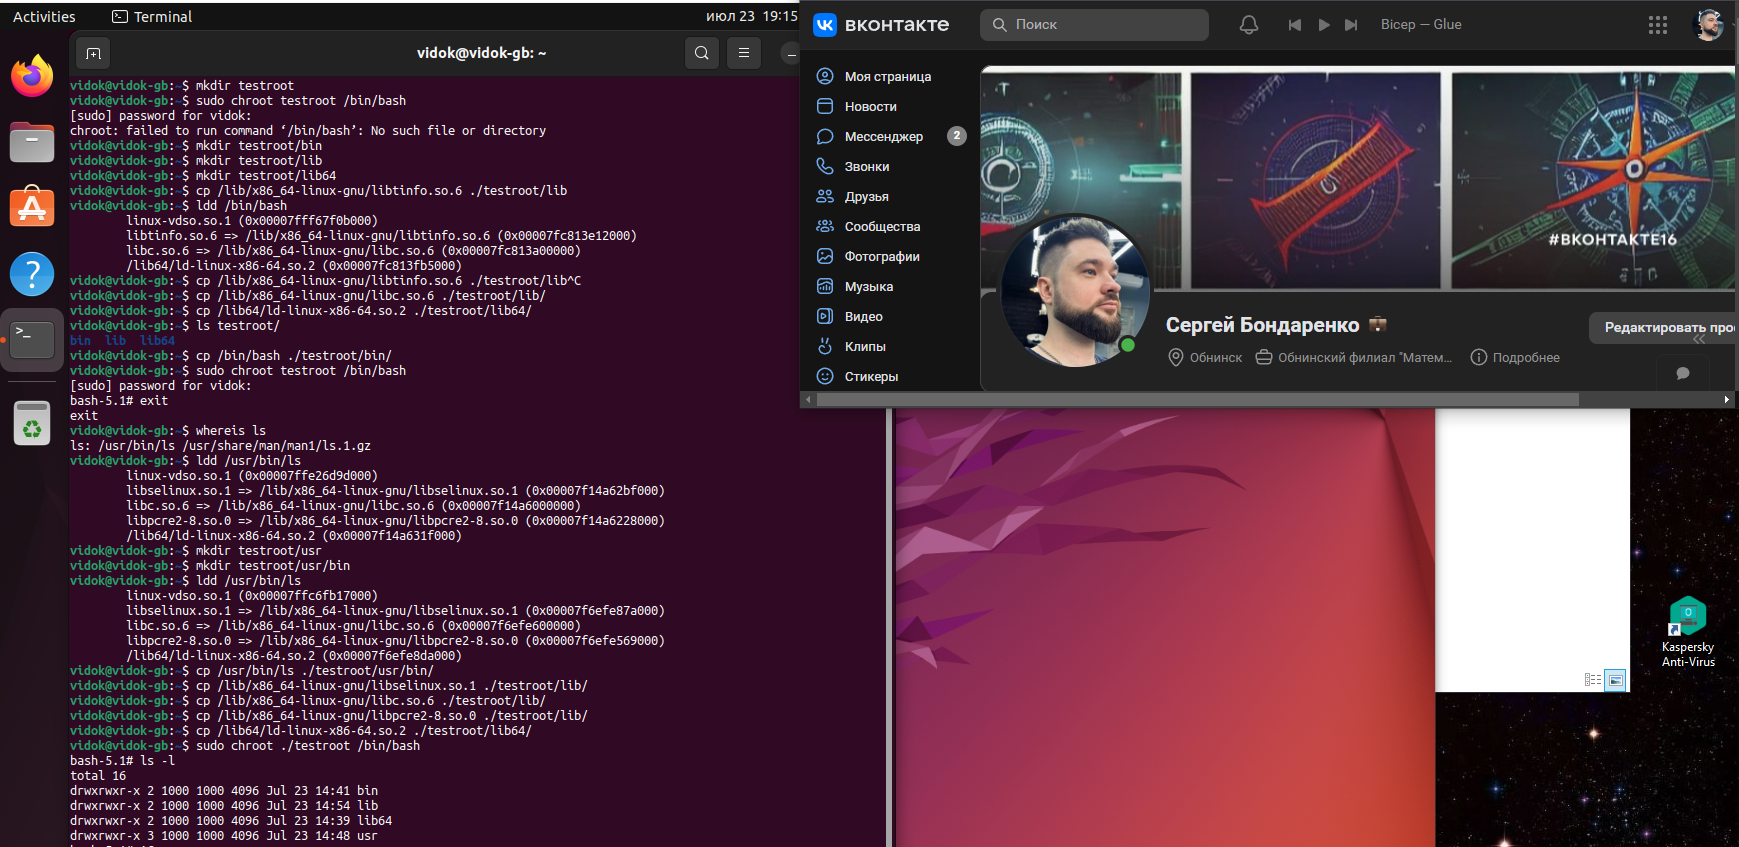 Activities
Terminal
июл 23 19:15
vidok@vidok-gb: ~
vidok@vidok-gb:~$ mkdir testroot
vidok@vidok-gb:~$ sudo chroot testroot /bin/bash
[sudo] password for vidok:
chroot: failed to run command ‘/bin/bash’: No such file or directory
vidok@vidok-gb:~$ mkdir testroot/bin
vidok@vidok-gb:~$ mkdir testroot/lib
vidok@vidok-gb:~$ mkdir testroot/lib64
vidok@vidok-gb:~$ cp /lib/x86_64-linux-gnu/libtinfo.so.6 ./testroot/lib
vidok@vidok-gb:~$ ldd /bin/bash
linux-vdso.so.1 (0x00007fff67f0b000)
libtinfo.so.6 => /lib/x86_64-linux-gnu/libtinfo.so.6 (0x00007fc813e12000)
libc.so.6 => /lib/x86_64-linux-gnu/libc.so.6 (0x00007fc813a00000)
/lib64/ld-linux-x86-64.so.2 (0x00007fc813fb5000)
vidok@vidok-gb:~$ cp /lib/x86_64-linux-gnu/libtinfo.so.6 ./testroot/lib^C
vidok@vidok-gb:~$ cp /lib/x86_64-linux-gnu/libc.so.6 ./testroot/lib/
vidok@vidok-gb:~$ cp /lib64/ld-linux-x86-64.so.2 ./testroot/lib64/
vidok@vidok-gb:~$ ls testroot/
bin lib lib64
vidok@vidok-gb:~$ cp /bin/bash ./testroot/bin/
vidok@vidok-gb:~$ sudo chroot testroot /bin/bash
[sudo] password for vidok:
bash-5.1# exit
exit
vidok@vidok-gb:~$ whereis ls
ls: /usr/bin/ls /usr/share/man/man1/ls.1.gz
vidok@vidok-gb:~$ ldd /usr/bin/ls
linux-vdso.so.1 (0x00007ffe26d9d000)
libselinux.so.1 => /lib/x86_64-linux-gnu/libselinux.so.1 (0x00007f14a62bf000)
libc.so.6 => /lib/x86_64-linux-gnu/libc.so.6 (0x00007f14a6000000)
libpcre2-8.so.0 => /lib/x86_64-linux-gnu/libpcre2-8.so.0 (0x00007f14a6228000)
/lib64/ld-linux-x86-64.so.2 (0x00007f14a631f000)
vidok@vidok-gb:~$ mkdir testroot/usr
vidok@vidok-gb:~$ mkdir testroot/usr/bin
vidok@vidok-gb:~$ ldd /usr/bin/ls
linux-vdso.so.1 (0x00007ffc6fb17000)
libselinux.so.1 => /lib/x86_64-linux-gnu/libselinux.so.1 (0x00007f6efe87a000)
libc.so.6 => /lib/x86_64-linux-gnu/libc.so.6 (0x00007f6efe600000)
libpcre2-8.so.0 => /lib/x86_64-linux-gnu/libpcre2-8.so.0 (0x00007f6efe569000)
/lib64/ld-linux-x86-64.so.2 (0x00007f6efe8da000)
vidok@vidok-gb:~$ cp /usr/bin/ls ./testroot/usr/bin/
vidok@vidok-gb:~$ cp /lib/x86_64-linux-gnu/libselinux.so.1 ./testroot/lib/
vidok@vidok-gb:~$ cp /lib/x86_64-linux-gnu/libc.so.6 ./testroot/lib/
vidok@vidok-gb:~$ cp /lib/x86_64-linux-gnu/libpcre2-8.so.0 ./testroot/lib/
vidok@vidok-gb:~$ cp /lib64/ld-linux-x86-64.so.2 ./testroot/lib64/
vidok@vidok-gb:~$ sudo chroot ./testroot /bin/bash
bash-5.1# ls -l
total 16
drwxrwxr-x 2 1000 1000 4096 Jul 23 14:41 bin
drwxrwxr-x 2 1000 1000 4096 Jul 23 14:54 lib
drwxrwxr-x 2 1000 1000 4096 Jul 23 14:39 lib64
drwxrwxr-x 3 1000 1000 4096 Jul 23 14:48 usr
вконтакте
Поиск
Bicep — Glue
Моя страница
Новости
Мессенджер 2
Звонки
Друзья
Сообщества
Фотографии
Музыка
Видео
Клипы
Стикеры
#ВКОНТАКТЕ16
Сергей Бондаренко
Редактировать про
Обнинск
Обнинский филиал "Матем...
Подробнее
Kaspersky
Anti-Virus